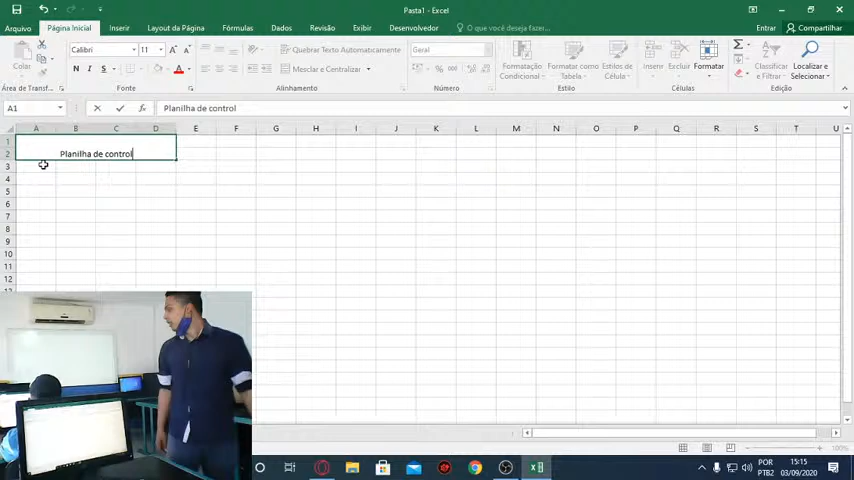 Pasta1 - Excel
Arquivo
Página Inicial
Inserir
Layout da Página
Fórmulas
Dados
Revisão
Exibir
Desenvolvedor
O que você deseja fazer...
Entrar
Compartilhar
Colar
Calibri
11
N I S
Quebrar Texto Automaticamente
Mesclar e Centralizar
Geral
Formatação Condicional
Formatar como Tabela
Estilos de Célula
Inserir
Excluir
Formatar
Classificar e Filtrar
Localizar e Selecionar
Área de Transf...
Fonte
Alinhamento
Número
Estilo
Células
Edição
A1
fx
Planilha de control
A B C D E F G H I J K L M N O P Q R S T U
1
2
Planilha de control
3
4
5
6
7
8
9
10
11
12
100%
POR
PTB2
15:15
03/09/2020